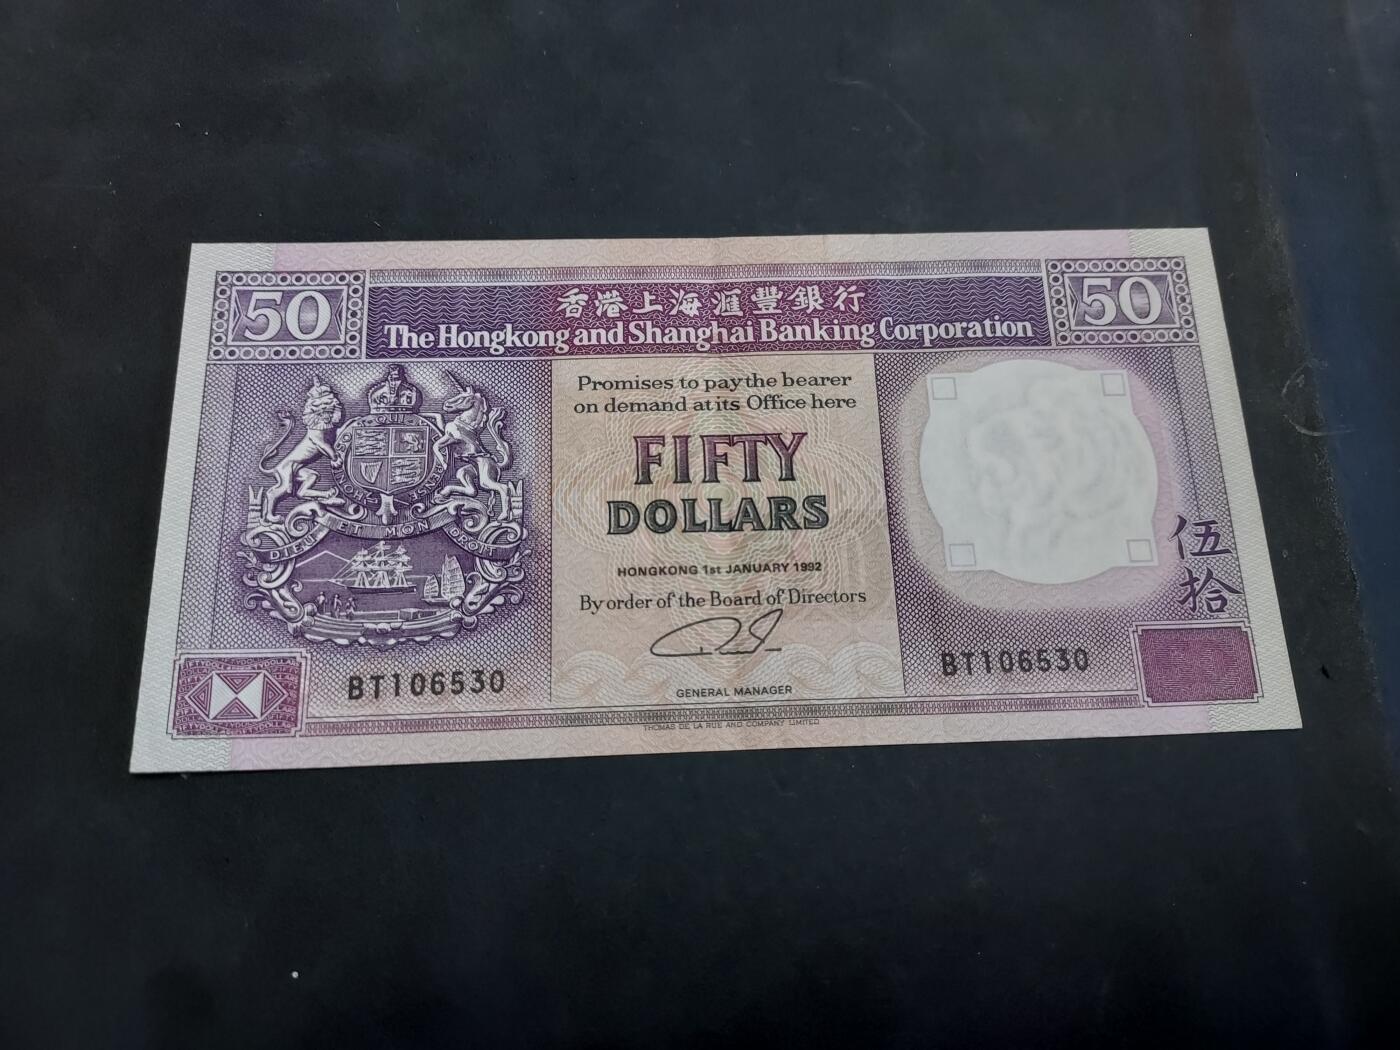 50
香港上海滙豐銀行
50
The Hongkong and Shanghai Banking Corporation
Promises to pay the bearer
on demand at its Office here
FIFTY
DOLLARS
HONGKONG 1st JANUARY 1992
By order of the Board of Directors
GENERAL MANAGER
DIEU ET MON DROIT
伍拾
BT106530
BT106530
THOMAS DE LA RUE AND COMPANY LIMITED